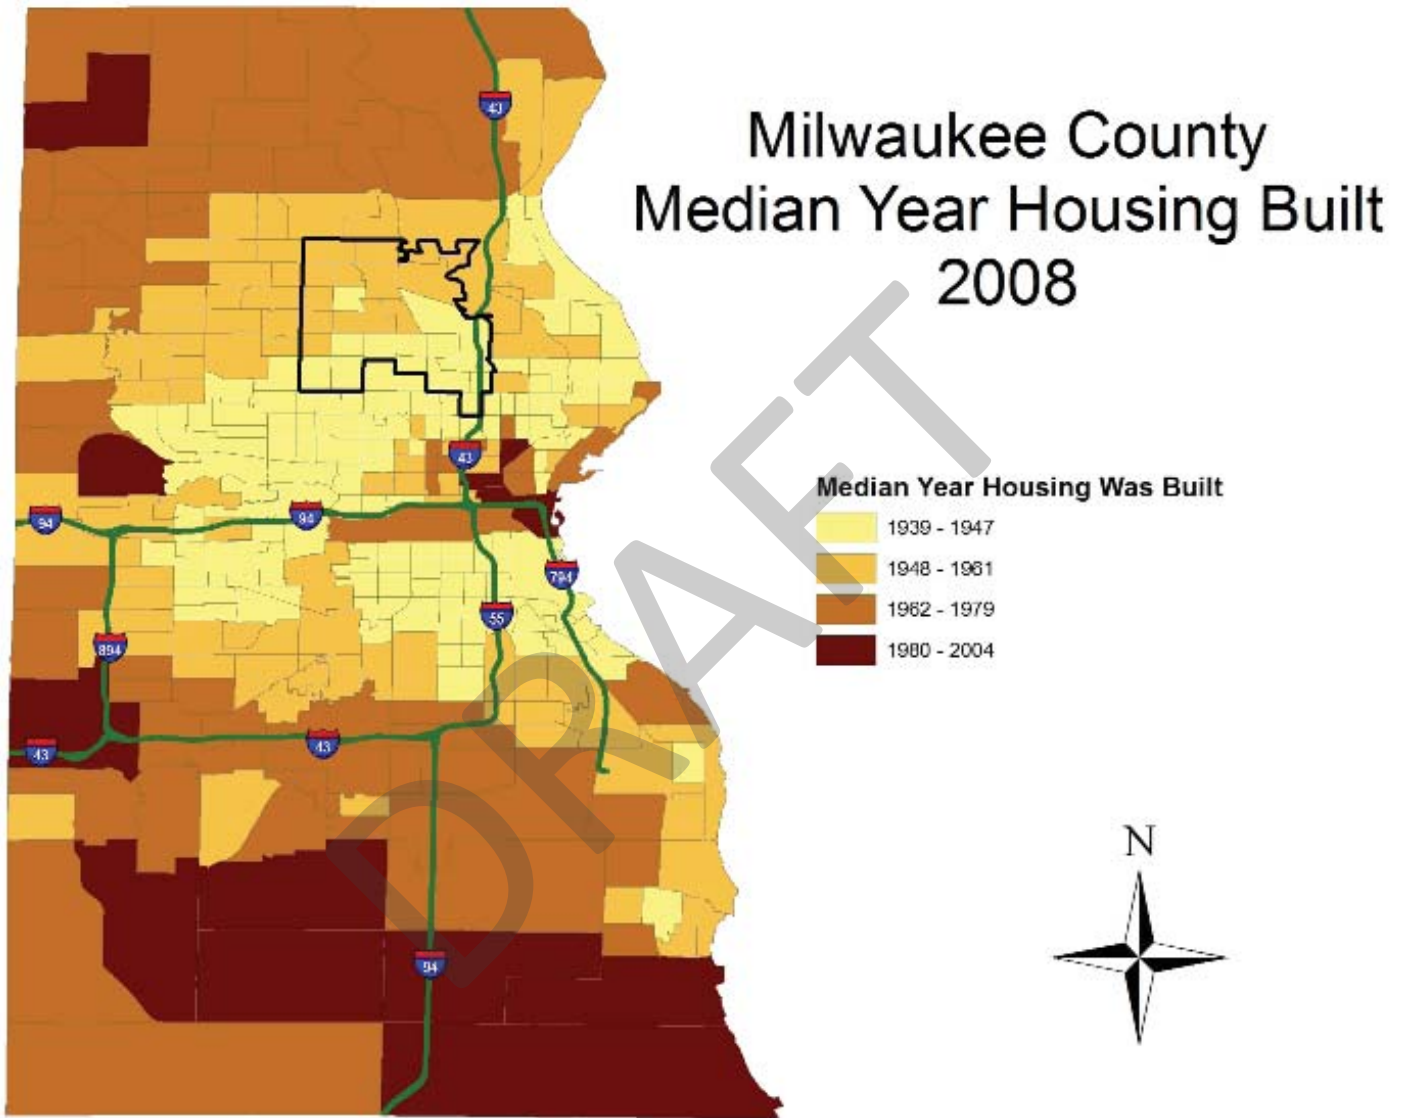 Milwaukee County
Median Year Housing Built
2008
43
43
94
94
794
55
894
43
43
94
Median Year Housing Was Built
1939 - 1947
1948 - 1961
1962 - 1979
1980 - 2004
N
DRAFT